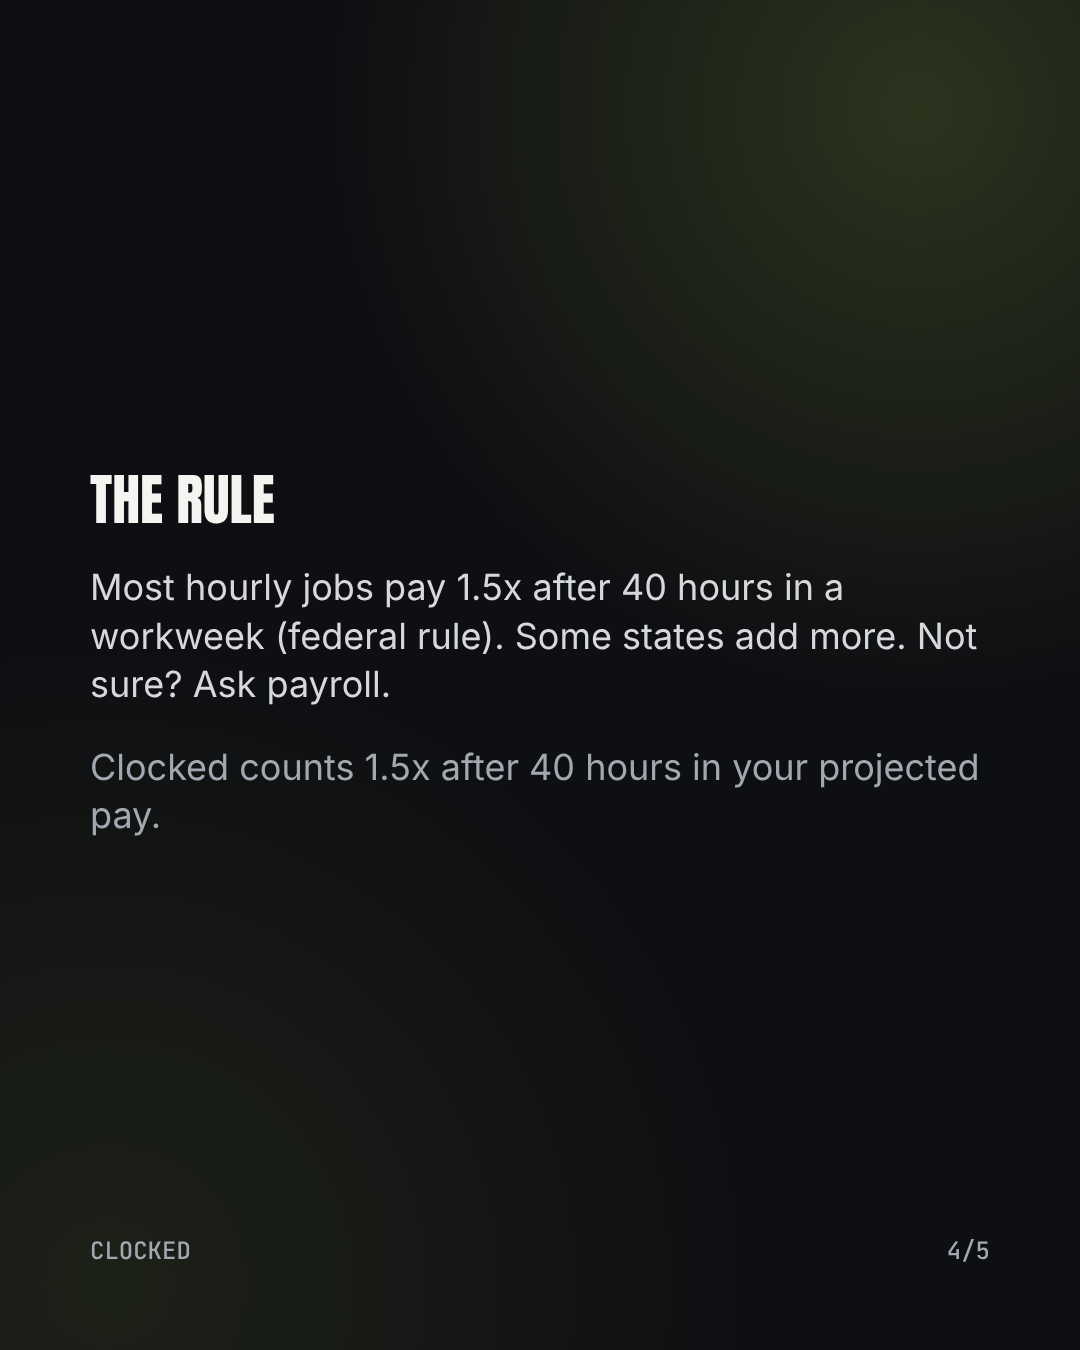 THE RULE
Most hourly jobs pay 1.5x after 40 hours in a
workweek (federal rule). Some states add more. Not
sure? Ask payroll.
Clocked counts 1.5x after 40 hours in your projected
pay.
CLOCKED
4/5